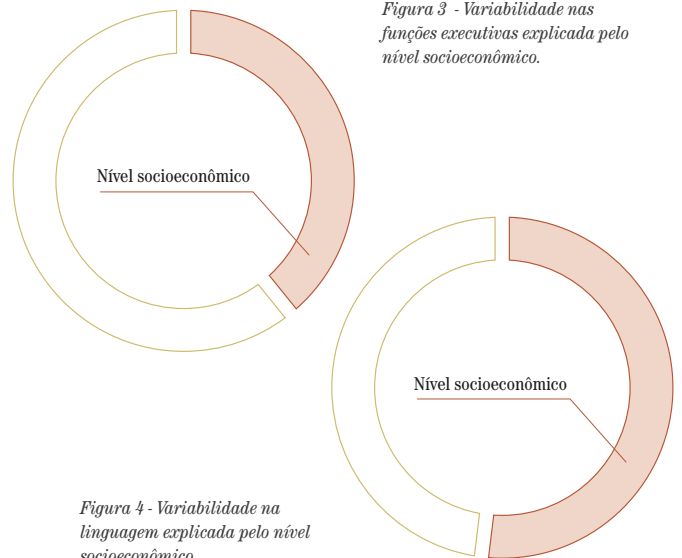 Figura 3 - Variabilidade nas
funções executivas explicada pelo
nível socioeconômico.
Nível socioeconômico
Nível socioeconômico
Figura 4 - Variabilidade na
linguagem explicada pelo nível
socioeconômico